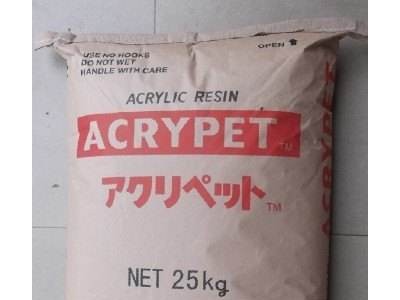 USE NO HOOKS
DO NOT WET
HANDLE WITH CARE
OPEN
ACRYLIC RESIN
ACRYPET TM
アクリペット TM
NET 25kg
ACRYPET